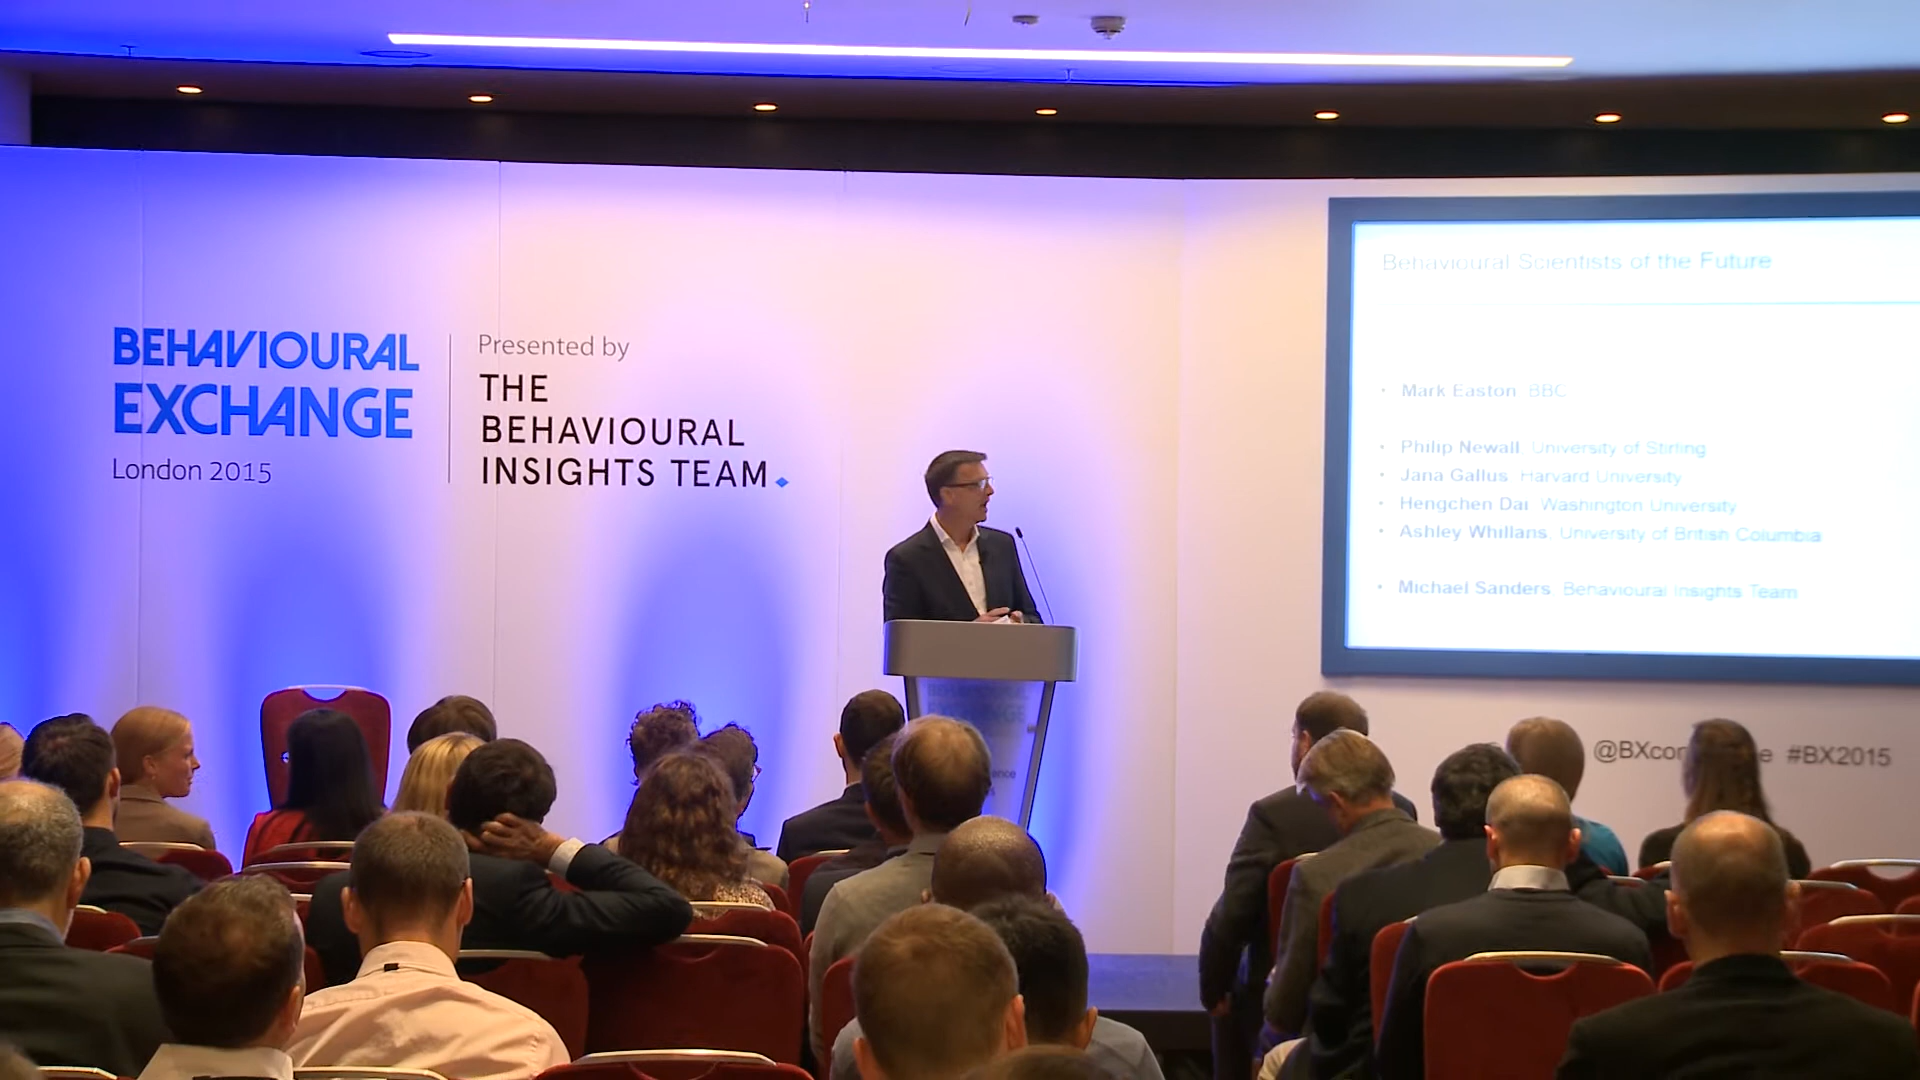 BEHAVIOURAL
EXCHANGE
London 2015
Presented by
THE
BEHAVIOURAL
INSIGHTS TEAM
Behavioural Scientists of the Future
• Mark Easton, BBC
• Philip Newall, University of Stirling
• Jana Gallus, Harvard University
• Hengchen Dai, Washington University
• Ashley Whillans, University of British Columbia
• Michael Sanders, Behavioural Insights Team
#BX2015
BEHAVIOURAL
EXCHANGE